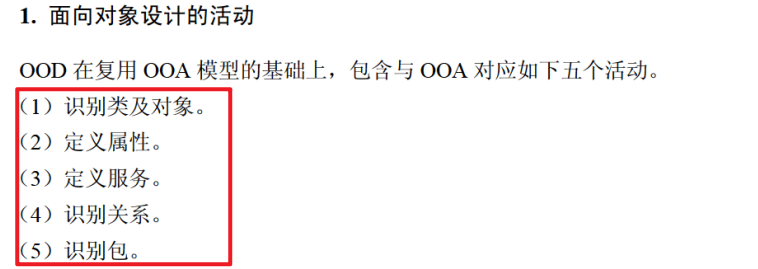 1. 面向对象设计的活动
OOD 在复用 OOA 模型的基础上，包含与 OOA 对应如下五个活动。
（1）识别类及对象。
（2）定义属性。
（3）定义服务。
（4）识别关系。
（5）识别包。